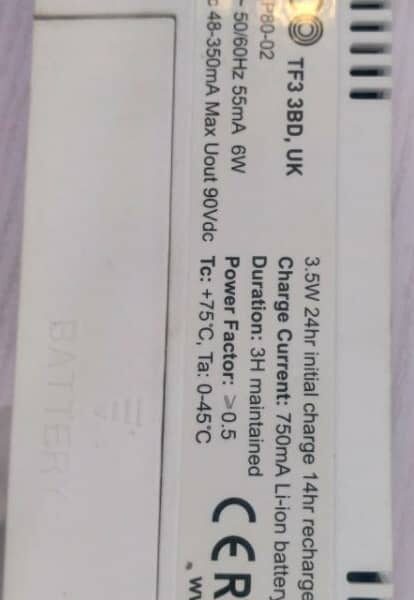 TF3 3BD, UK
P80-02
~ 50/60Hz 55mA 6W
c 48-350mA Max Uout 90Vdc
3.5W 24hr initial charge 14hr recharge
Charge Current: 750mA Li-ion battery
Duration: 3H maintained
Power Factor: ≥0.5
Tc: +75℃, Ta: 0-45℃
CE R
BATTERY